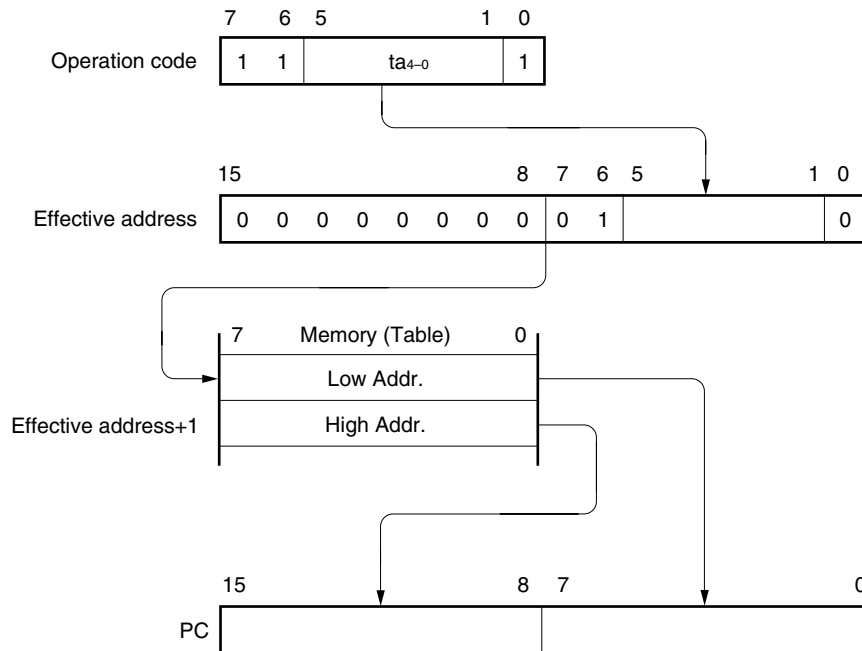 7 6 5 1 0
Operation code 1 1 ta4–0 1
15 8 7 6 5 1 0
Effective address 0 0 0 0 0 0 0 0 0 1 0
7 Memory (Table) 0
Low Addr.
Effective address+1 High Addr.
15 8 7 0
PC